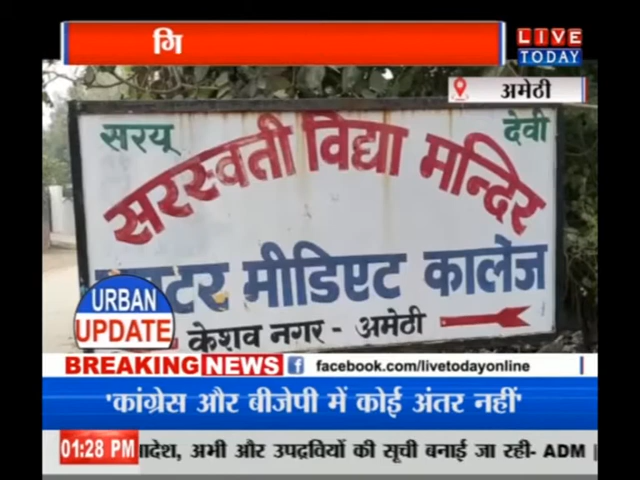 गि
LIVE
TODAY
अमेठी
सरयू देवी
सरस्वती विद्या मन्दिर
मीडिएट कालेज
केशव नगर - अमेठी
URBAN
UPDATE
BREAKING NEWS facebook.com/livetodayonline
'कांग्रेस और बीजेपी में कोई अंतर नहीं'
01:28 PM ादेश, अभी और उपद्रवियों की सूची बनाई जा रही- ADM